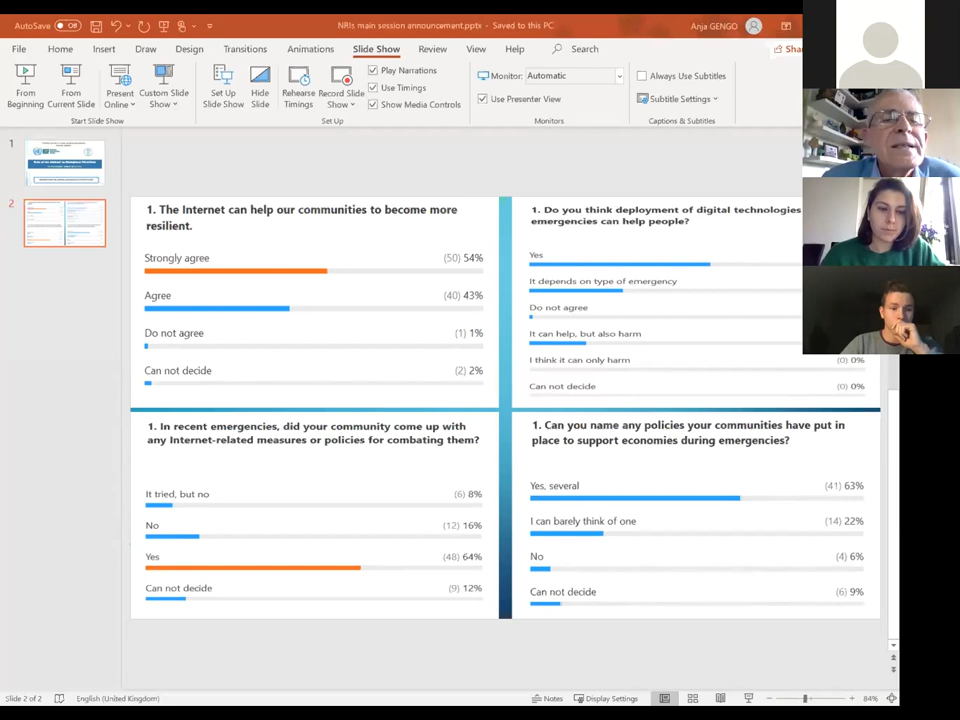 AutoSave Off
NRIs main session announcement.pptx - Saved to this PC
Anja GENGO
File Home Insert Draw Design Transitions Animations Slide Show Review View Help Search
From Beginning
From Current Slide
Present Online
Custom Slide Show
Start Slide Show
Set Up Slide Show
Hide Slide
Rehearse Timings
Record Slide Show
Play Narrations
Use Timings
Show Media Controls
Set Up
Monitor: Automatic
Use Presenter View
Monitors
Always Use Subtitles
Subtitle Settings
Captions & Subtitles
1
2
1. The Internet can help our communities to become more
resilient.
Strongly agree (50) 54%
Agree (40) 43%
Do not agree (1) 1%
Can not decide (2) 2%
1. Do you think deployment of digital technologies
emergencies can help people?
Yes
It depends on type of emergency
Do not agree
It can help, but also harm
I think it can only harm (0) 0%
Can not decide (0) 0%
1. In recent emergencies, did your community come up with
any Internet-related measures or policies for combating them?
It tried, but no (6) 8%
No (12) 16%
Yes (48) 64%
Can not decide (9) 12%
1. Can you name any policies your communities have put in
place to support economies during emergencies?
Yes, several (41) 63%
I can barely think of one (14) 22%
No (4) 6%
Can not decide (6) 9%
Slide 2 of 2 English (United Kingdom) Notes Display Settings 84%